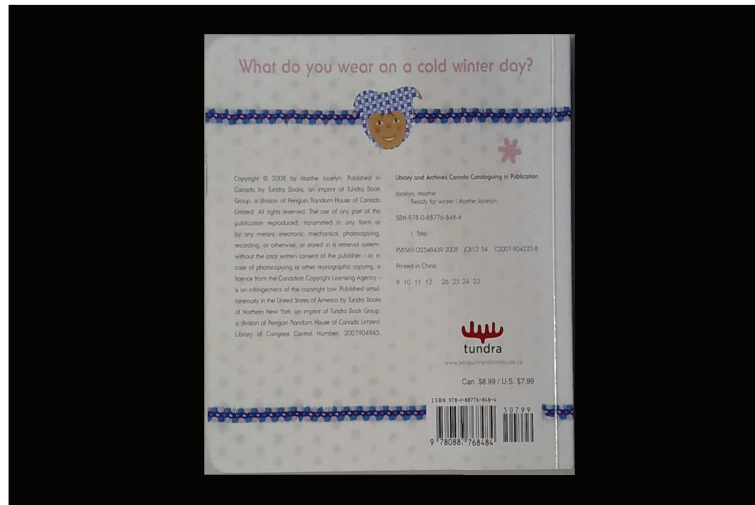 What do you wear on a cold winter day?
Copyright © 2008 by Marthe Jocelyn. Published in
Canada by Tundra Books, an imprint of Tundra Book
Group, a division of Penguin Random House of Canada
Limited. All rights reserved. The use of any part of this
publication reproduced, transmitted in any form or
by any means, electronic, mechanical, photocopying,
recording, or otherwise, or stored in a retrieval system,
without the prior written consent of the publisher – or, in
case of photocopying or other reprographic copying, a
licence from the Canadian Copyright Licensing Agency –
is an infringement of the copyright law. Published simul-
taneously in the United States of America by Tundra Books
of Northern New York, an imprint of Tundra Book Group,
a division of Penguin Random House of Canada Limited.
Library of Congress Control Number: 2007904945
Library and Archives Canada Cataloguing in Publication
Jocelyn, Marthe
Ready for winter / Marthe Jocelyn.
ISBN 978-0-88776-848-4
I. Title.
PS8569.O254R439 2008 jC813'.54 C2007-904222-8
Printed in China
9 10 11 12 26 25 24 23
tundra
www.penguinrandomhouse.ca
Can. $8.99 / U.S. $7.99
ISBN 978-0-88776-848-4
50799
9 780887 768484